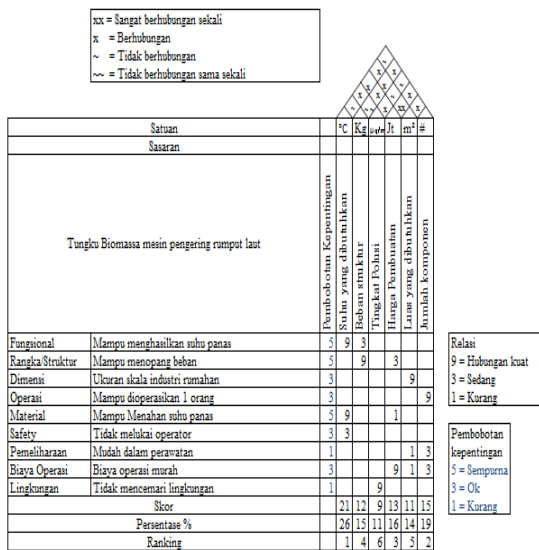 xx = Sangat berhubungan sekali
x = Berhubungan
~ = Tidak berhubungan
~~ = Tidak berhubungan sama sekali
Satuan °C Kg Jt m² #
Sasaran
Tungku Biomassa mesin pengering rumput laut
Pembobotan Kepentingan
Suhu yang dibutuhkan
Beban struktur
Tingkat Polusi
Harga Pembuatan
Luas yang dibutuhkan
Jumlah komponen
Fungsional Mampu menghasilkan suhu panas 5 9 3
Rangka/Struktur Mampu menopang beban 5 9 3
Dimensi Ukuran skala industri rumahan 3 9
Operasi Mampu dioperasikan 1 orang 3 9
Material Mampu Menahan suhu panas 5 9 1
Safety Tidak melukai operator 3 3
Pemeliharaan Mudah dalam perawatan 1 1 3
Biaya Operasi Biaya operasi murah 3 9 1 3
Lingkungan Tidak mencemari lingkungan 1 9
Skor 21 12 9 13 11 15
Persentase % 26 15 11 16 14 19
Ranking 1 4 6 3 5 2
Relasi
9 = Hubungan kuat
3 = Sedang
1 = Kurang
Pembobotan
kepentingan
5 = Sempurna
3 = Ok
1 = Kurang